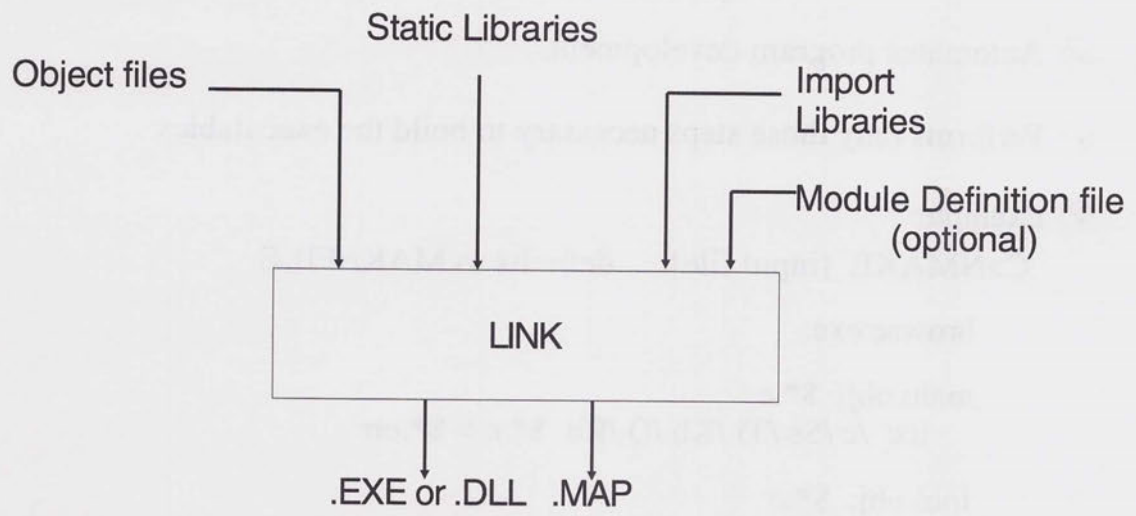 Static Libraries
Object files
Import
Libraries
Module Definition file
(optional)
LINK
.EXE or .DLL .MAP